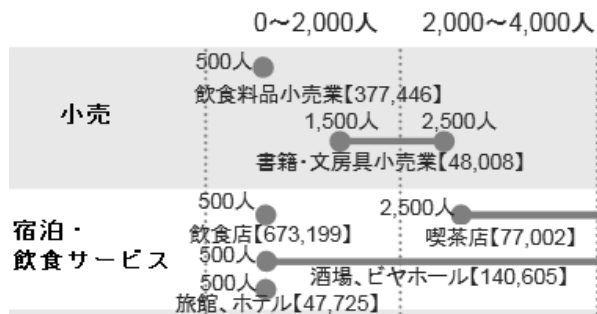 0～2,000人 2,000～4,000人
500人
飲食料品小売業【377,446】
小売
1,500人 2,500人
書籍・文房具小売業【48,008】
500人 2,500人
宿泊・
飲食サービス
飲食店【673,199】 喫茶店【77,002】
500人
酒場、ビヤホール【140,605】
500人
旅館、ホテル【47,725】